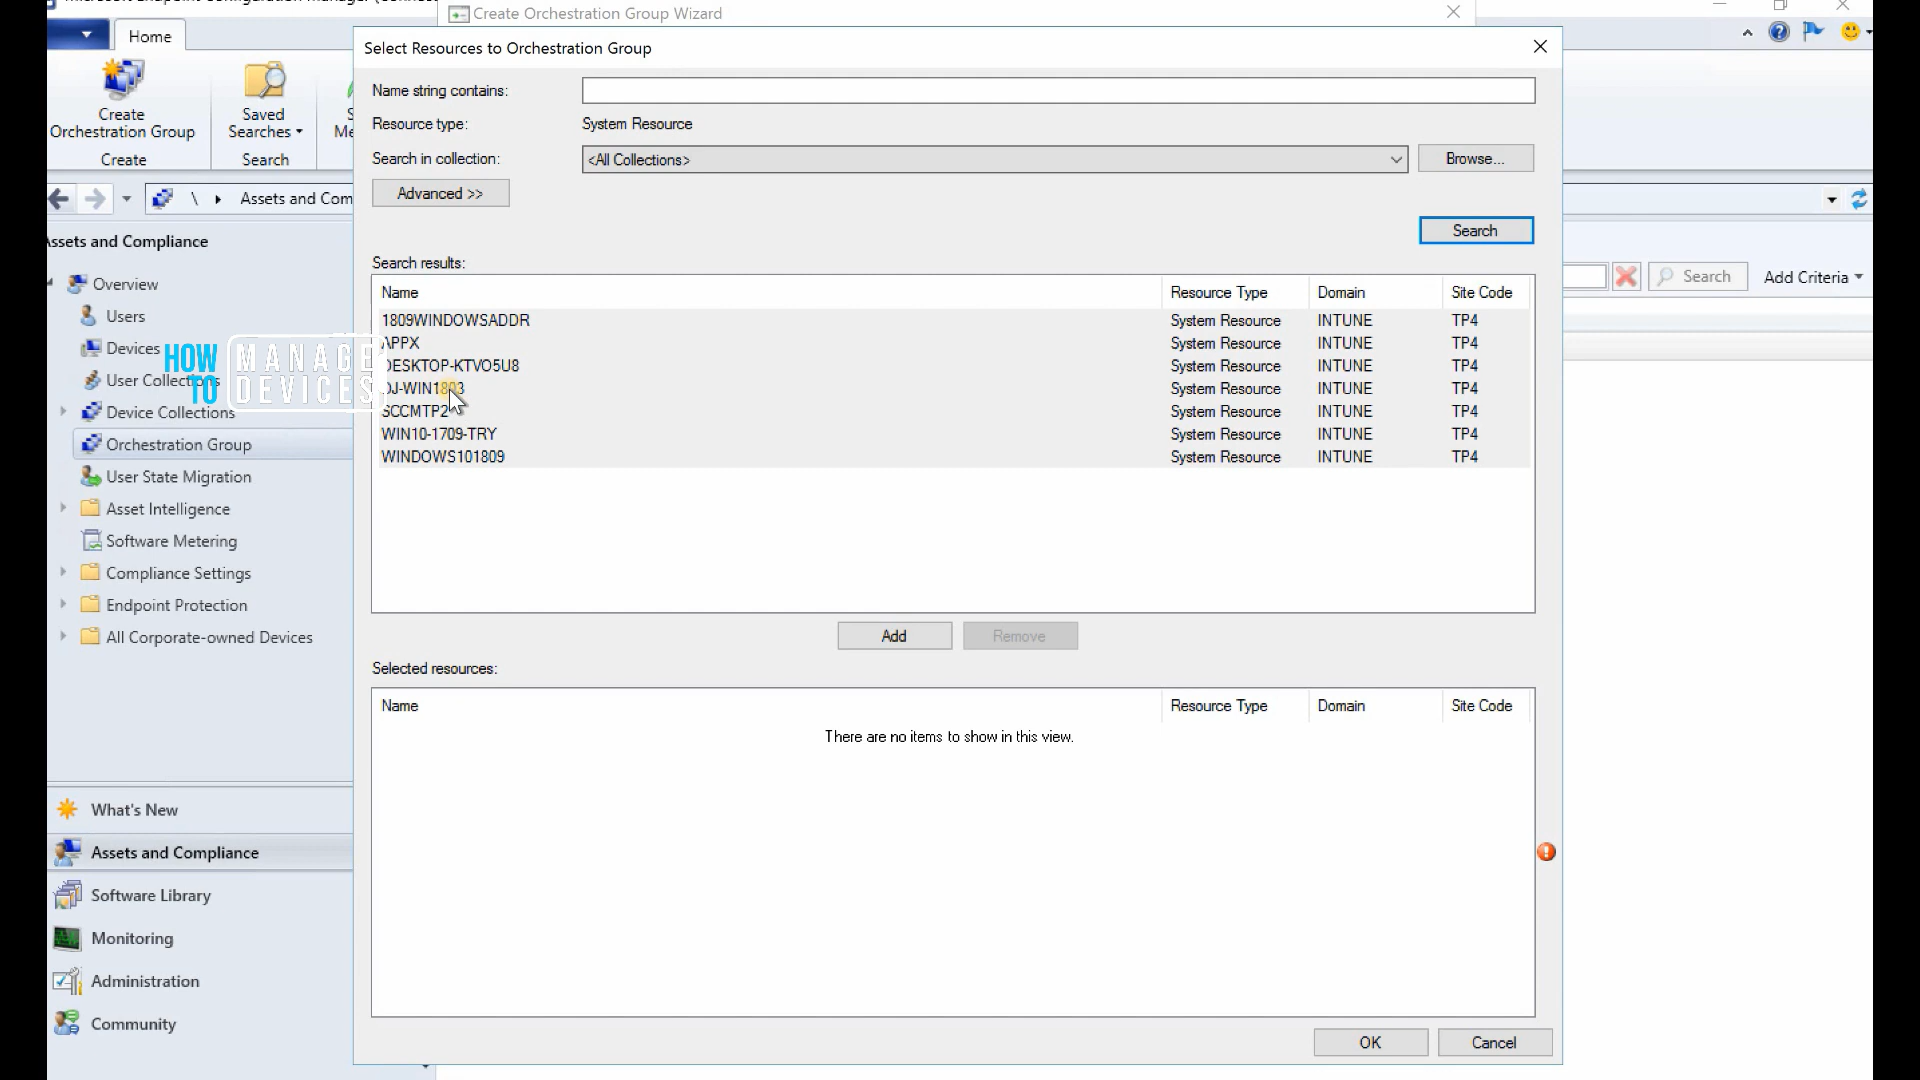 Create Orchestration Group Wizard
Home
Select Resources to Orchestration Group
Name string contains:
Resource type: System Resource
Search in collection: <All Collections> Browse...
Advanced >>
Search
Create
Orchestration Group
Create
Saved
Searches
Search
\ Assets and Com
Assets and Compliance
Search Add Criteria
Overview
Users
Devices
User Collections
Device Collections
Orchestration Group
User State Migration
Asset Intelligence
Software Metering
Compliance Settings
Endpoint Protection
All Corporate-owned Devices
HOW
TO
MANAGE
DEVICES
Search results:
Name Resource Type Domain Site Code
1809WINDOWSADDR System Resource INTUNE TP4
APPX System Resource INTUNE TP4
DESKTOP-KTVO5U8 System Resource INTUNE TP4
DJ-WIN1803 System Resource INTUNE TP4
SCCMTP2 System Resource INTUNE TP4
WIN10-1709-TRY System Resource INTUNE TP4
WINDOWS101809 System Resource INTUNE TP4
Add Remove
Selected resources:
Name Resource Type Domain Site Code
There are no items to show in this view.
What's New
Assets and Compliance
Software Library
Monitoring
Administration
Community
OK Cancel